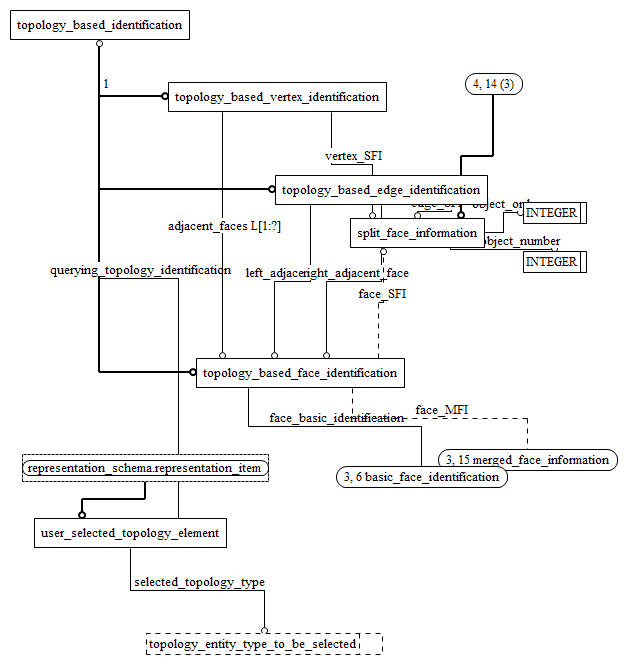 topology_based_identification
1
4, 14 (3)
topology_based_vertex_identification
vertex_SFI
topology_based_edge_identification
INTEGER
adjacent_faces L[1:?]
split_face_information
object_number
INTEGER
querying_topology_identification
right_adjacent_face
face_SFI
topology_based_face_identification
face_MFI
face_basic_identification
3, 15 merged_face_information
representation_schema.representation_item
3, 6 basic_face_identification
user_selected_topology_element
selected_topology_type
topology_entity_type_to_be_selected